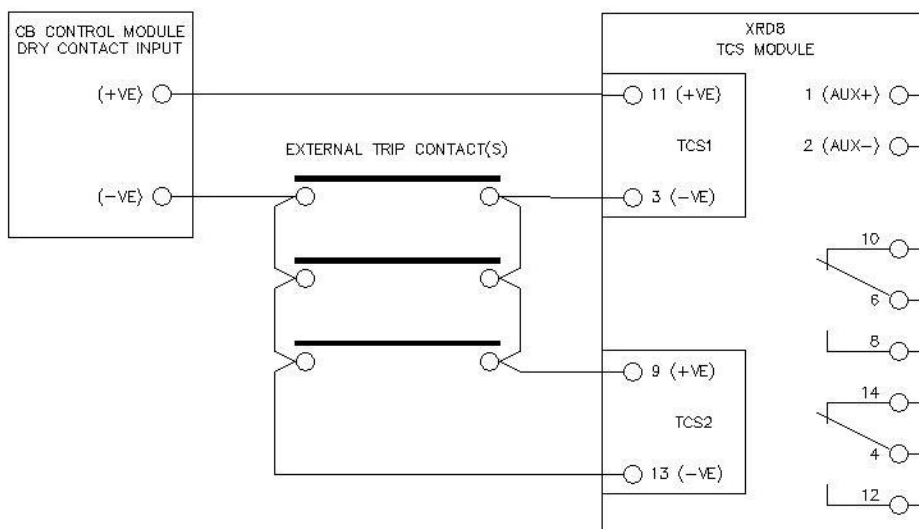 CB CONTROL MODULE
DRY CONTACT INPUT
(+VE)
(-VE)
EXTERNAL TRIP CONTACT(S)
XRD8
TCS MODULE
11 (+VE)
TCS1
3 (-VE)
1 (AUX+)
2 (AUX-)
10
6
8
9 (+VE)
TCS2
13 (-VE)
14
4
12